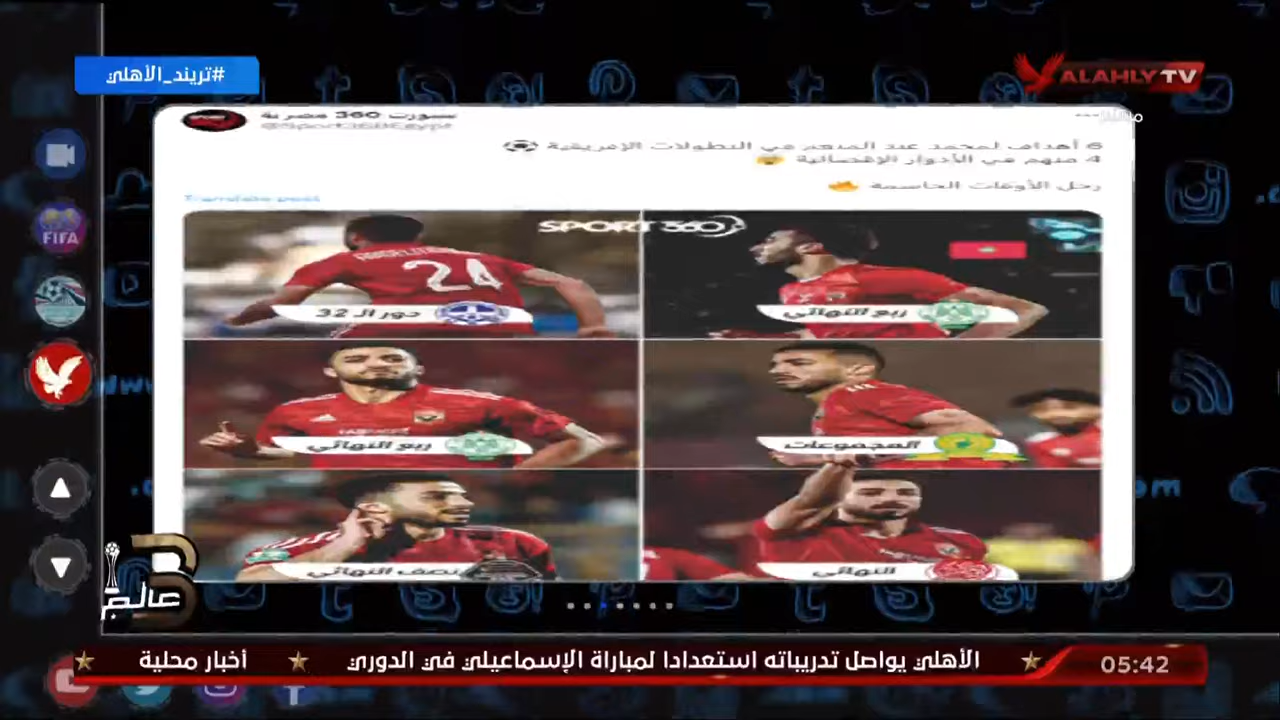 #تريند_الأهلي
ALAHLY TV
مباشر
سبورت 360 مصرية
@Sport360Egypt
6 أهداف لمحمد عبد المنعم في البطولات الإفريقية
4 منهم في الأدوار الإقصائية
رجل الأوقات الحاسمة
Translate post
SPORT 360
24
دور الـ 32
ربع النهائي
ربع النهائي
المجموعات
نصف النهائي
النهائي
FIFA
عالم
الأهلي يواصل تدريباته استعدادا لمباراة الإسماعيلي في الدوري
أخبار محلية
05:42